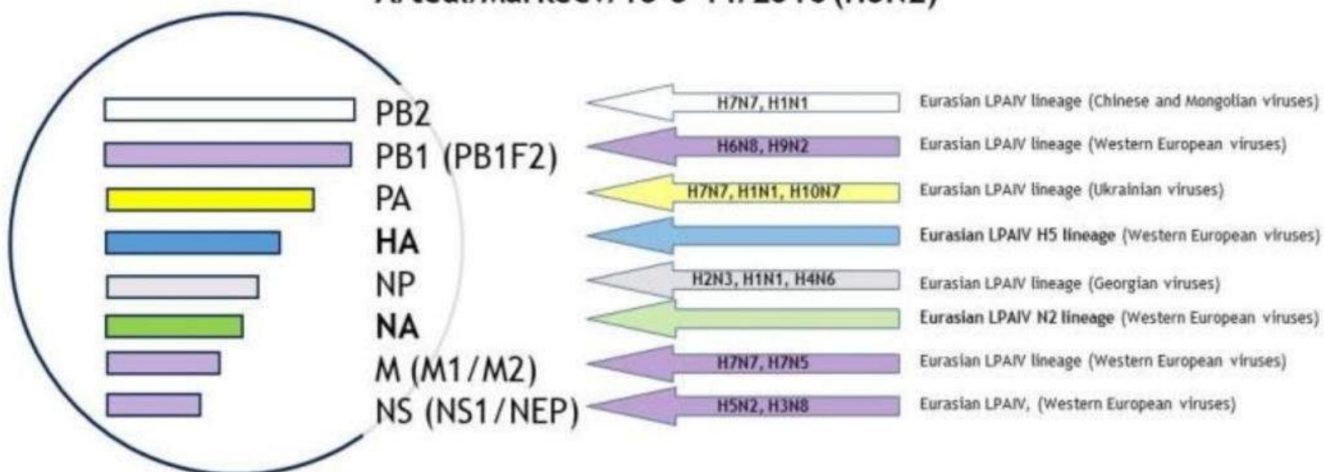 PB2
H7N7, H1N1
Eurasian LPAIV lineage (Chinese and Mongolian viruses)
PB1 (PB1F2)
H6N8, H9N2
Eurasian LPAIV lineage (Western European viruses)
PA
H7N7, H1N1, H10N7
Eurasian LPAIV lineage (Ukrainian viruses)
HA
Eurasian LPAIV H5 lineage (Western European viruses)
NP
H2N3, H1N1, H4N6
Eurasian LPAIV lineage (Georgian viruses)
NA
Eurasian LPAIV N2 lineage (Western European viruses)
M (M1/M2)
H7N7, H7N5
Eurasian LPAIV lineage (Western European viruses)
NS (NS1/NEP)
H5N2, H3N8
Eurasian LPAIV, (Western European viruses)